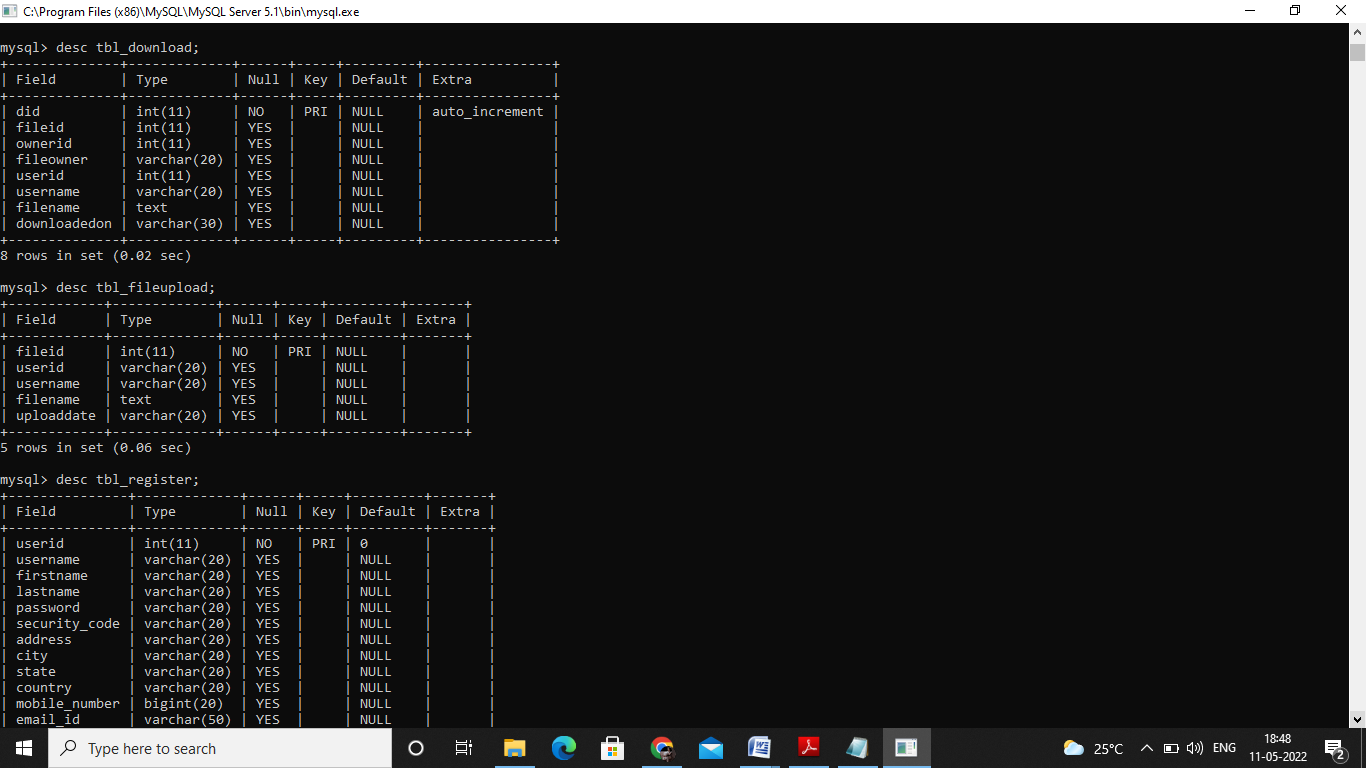 C:\Program Files (x86)\MySQL\MySQL Server 5.1\bin\mysql.exe
mysql> desc tbl_download;
+-------------+-------------+------+-----+---------+----------------+
| Field       | Type        | Null | Key | Default | Extra          |
+-------------+-------------+------+-----+---------+----------------+
| did         | int(11)     | NO   | PRI | NULL    | auto_increment |
| fileid      | int(11)     | YES  |     | NULL    |                |
| ownerid     | int(11)     | YES  |     | NULL    |                |
| fileowner   | varchar(20) | YES  |     | NULL    |                |
| userid      | int(11)     | YES  |     | NULL    |                |
| username    | varchar(20) | YES  |     | NULL    |                |
| filename    | text        | YES  |     | NULL    |                |
| downloadedon | varchar(30) | YES  |     | NULL    |                |
+-------------+-------------+------+-----+---------+----------------+
8 rows in set (0.02 sec)
mysql> desc tbl_fileupload;
+------------+-------------+------+-----+---------+-------+
| Field      | Type        | Null | Key | Default | Extra |
+------------+-------------+------+-----+---------+-------+
| fileid     | int(11)     | NO   | PRI | NULL    |       |
| userid     | varchar(20) | YES  |     | NULL    |       |
| username   | varchar(20) | YES  |     | NULL    |       |
| filename   | text        | YES  |     | NULL    |       |
| uploaddate | varchar(20) | YES  |     | NULL    |       |
+------------+-------------+------+-----+---------+-------+
5 rows in set (0.06 sec)
mysql> desc tbl_register;
+---------------+-------------+------+-----+---------+-------+
| Field         | Type        | Null | Key | Default | Extra |
+---------------+-------------+------+-----+---------+-------+
| userid        | int(11)     | NO   | PRI | 0       |       |
| username      | varchar(20) | YES  |     | NULL    |       |
| firstname     | varchar(20) | YES  |     | NULL    |       |
| lastname      | varchar(20) | YES  |     | NULL    |       |
| password      | varchar(20) | YES  |     | NULL    |       |
| security_code | varchar(20) | YES  |     | NULL    |       |
| address       | varchar(20) | YES  |     | NULL    |       |
| city          | varchar(20) | YES  |     | NULL    |       |
| state         | varchar(20) | YES  |     | NULL    |       |
| country       | varchar(20) | YES  |     | NULL    |       |
| mobile_number | bigint(20)  | YES  |     | NULL    |       |
| email_id      | varchar(50) | YES  |     | NULL    |       |
Type here to search
W
25°C
ENG
18:48
11-05-2022
2